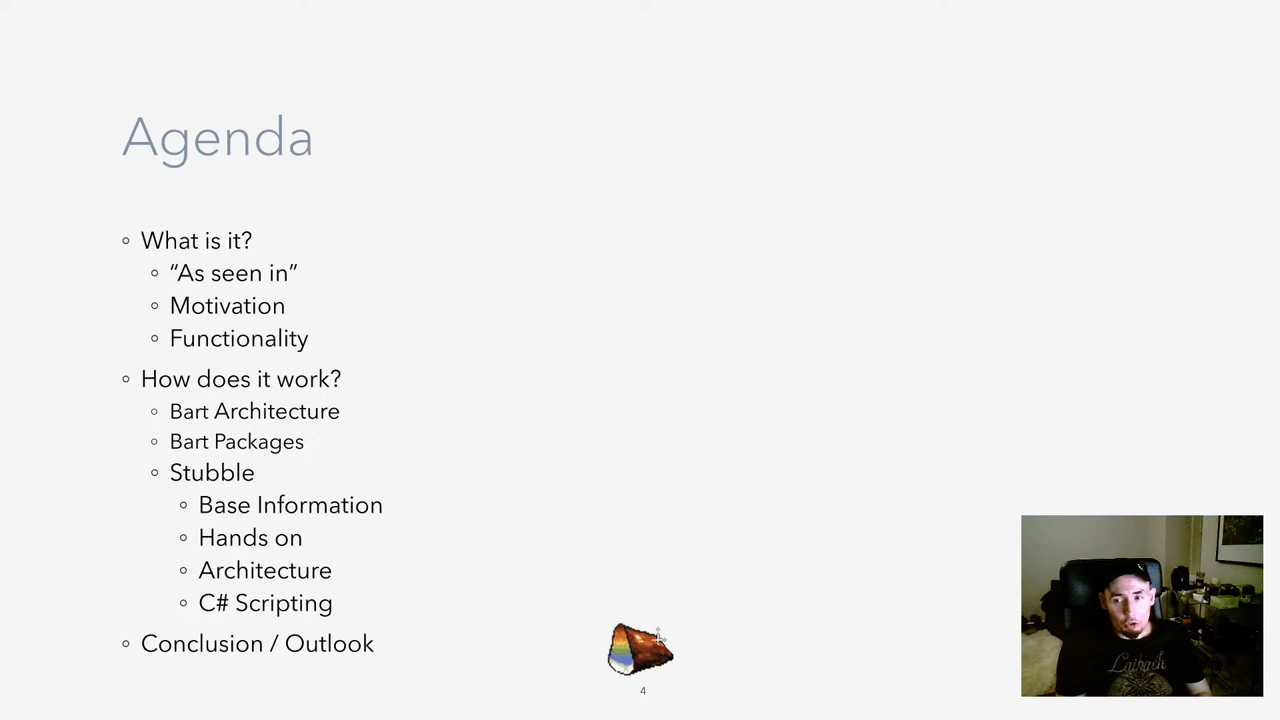 Agenda
What is it?
“As seen in”
Motivation
Functionality
How does it work?
Bart Architecture
Bart Packages
Stubble
Base Information
Hands on
Architecture
C# Scripting
Conclusion / Outlook
4
Laibach